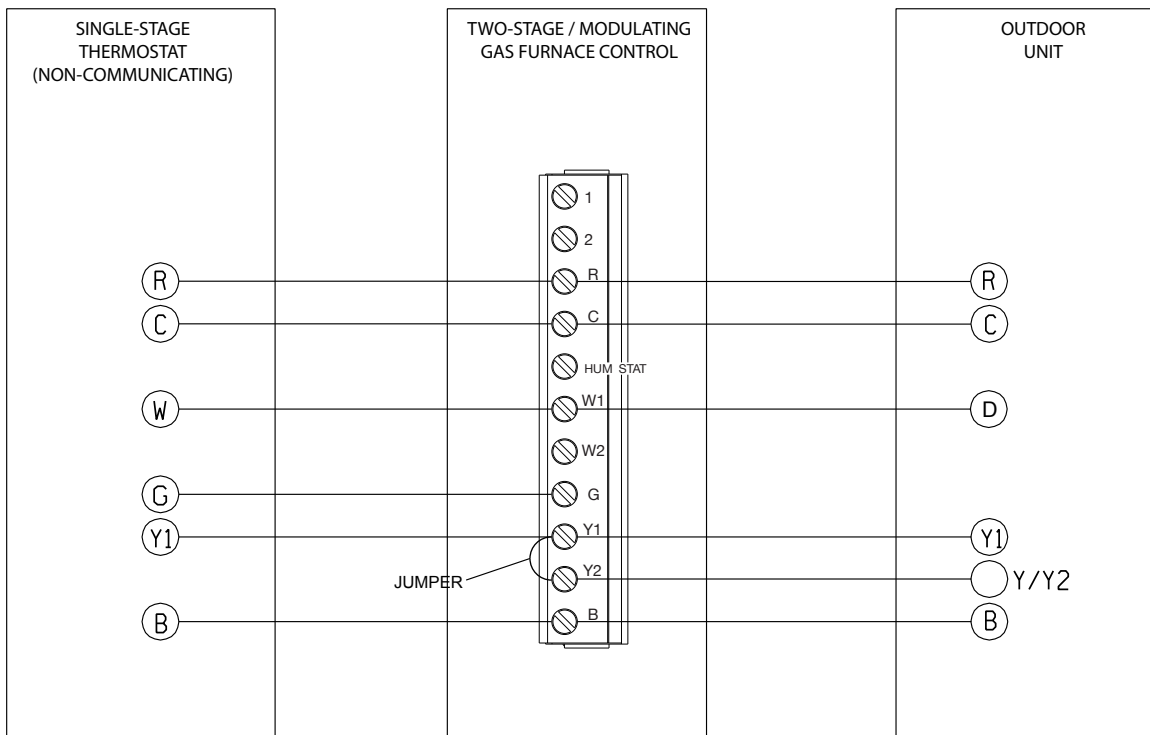 SINGLE-STAGE
THERMOSTAT
(NON-COMMUNICATING)
TWO-STAGE / MODULATING
GAS FURNACE CONTROL
OUTDOOR
UNIT
1
2
R
R
R
C
C
C
HUM STAT
W
W1
D
W2
G
G
Y1
Y1
Y1
JUMPER
Y2
Y/Y2
B
B
B